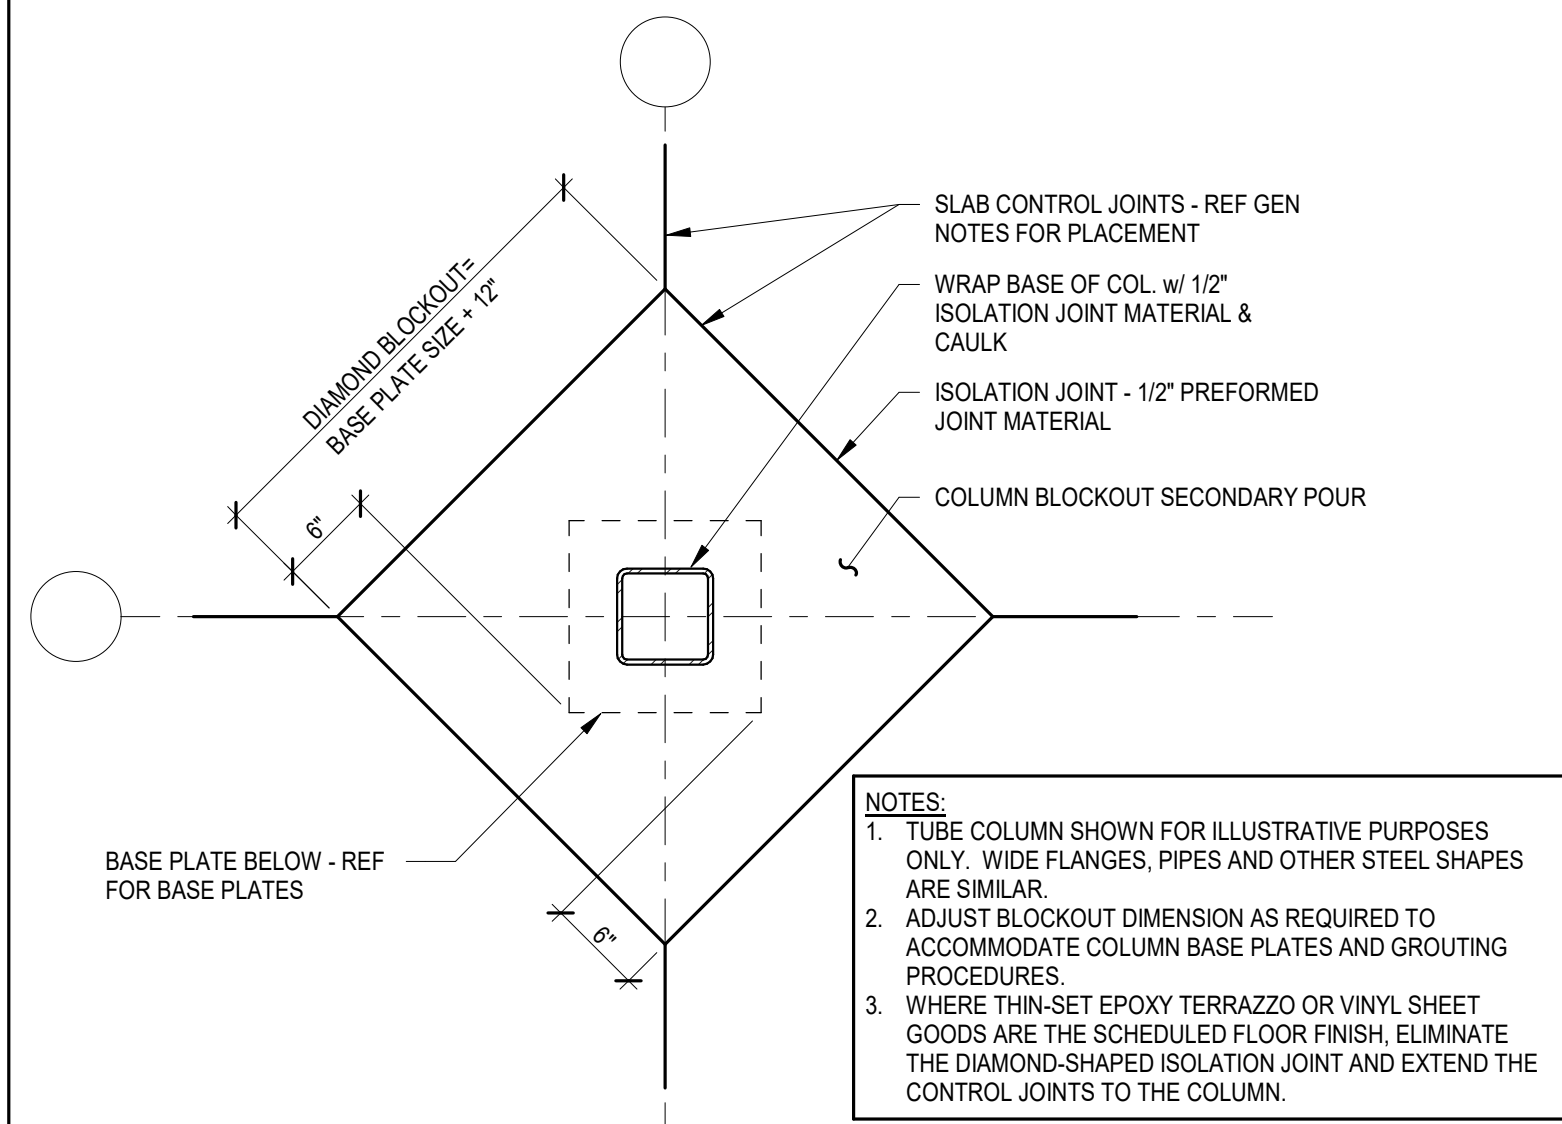 SLAB CONTROL JOINTS - REF GEN
NOTES FOR PLACEMENT
WRAP BASE OF COL. w/ 1/2"
ISOLATION JOINT MATERIAL &
CAULK
ISOLATION JOINT - 1/2" PREFORMED
JOINT MATERIAL
COLUMN BLOCKOUT SECONDARY POUR
DIAMOND BLOCKOUT=
BASE PLATE SIZE + 12"
6"
BASE PLATE BELOW - REF
FOR BASE PLATES
6"
NOTES:
1. TUBE COLUMN SHOWN FOR ILLUSTRATIVE PURPOSES
ONLY. WIDE FLANGES, PIPES AND OTHER STEEL SHAPES
ARE SIMILAR.
2. ADJUST BLOCKOUT DIMENSION AS REQUIRED TO
ACCOMMODATE COLUMN BASE PLATES AND GROUTING
PROCEDURES.
3. WHERE THIN-SET EPOXY TERRAZZO OR VINYL SHEET
GOODS ARE THE SCHEDULED FLOOR FINISH, ELIMINATE
THE DIAMOND-SHAPED ISOLATION JOINT AND EXTEND THE
CONTROL JOINTS TO THE COLUMN.